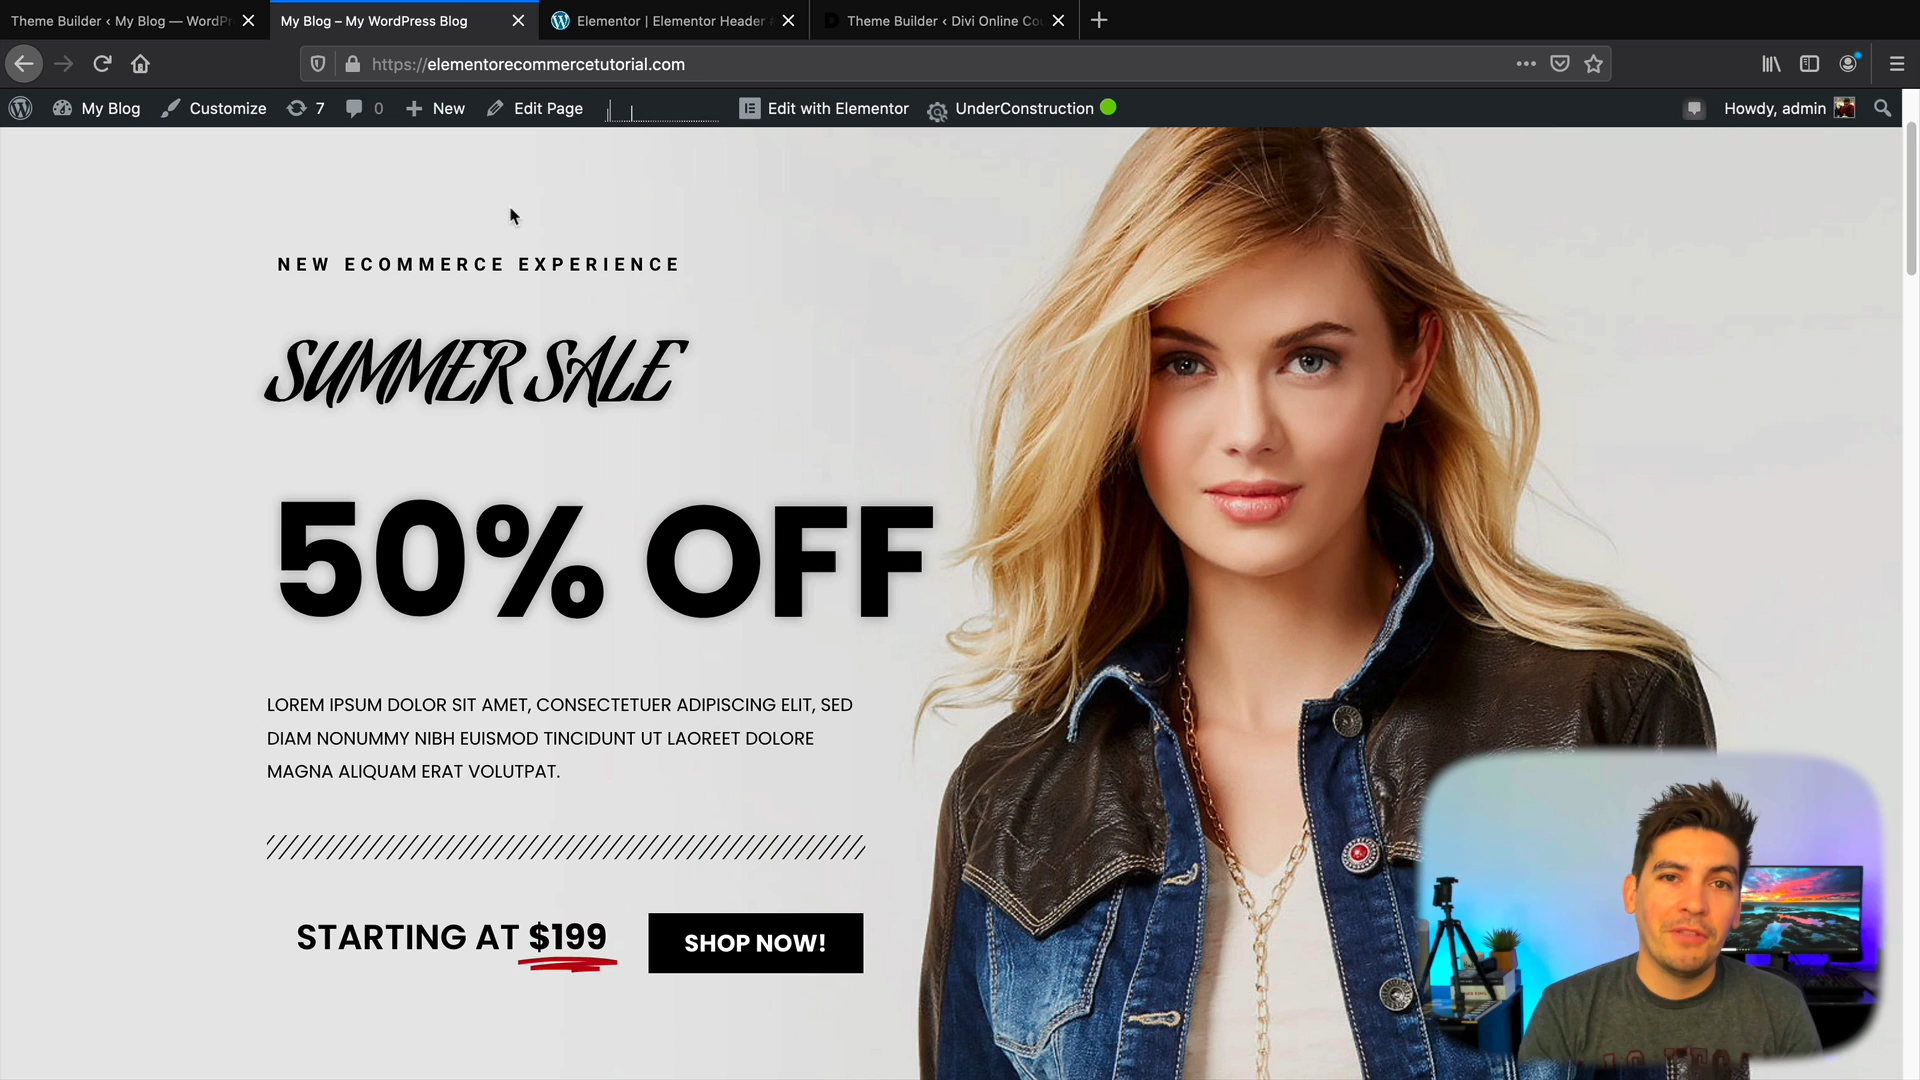 Theme Builder ‹ My Blog — WordPr
My Blog – My WordPress Blog
Elementor | Elementor Header
Theme Builder ‹ Divi Online Co
https://elementorecommercetutorial.com
My Blog
Customize
7
0
New
Edit Page
Edit with Elementor
UnderConstruction
Howdy, admin
NEW ECOMMERCE EXPERIENCE
SUMMER SALE
50% OFF
LOREM IPSUM DOLOR SIT AMET, CONSECTETUER ADIPISCING ELIT, SED
DIAM NONUMMY NIBH EUISMOD TINCIDUNT UT LAOREET DOLORE
MAGNA ALIQUAM ERAT VOLUTPAT.
STARTING AT $199
SHOP NOW!